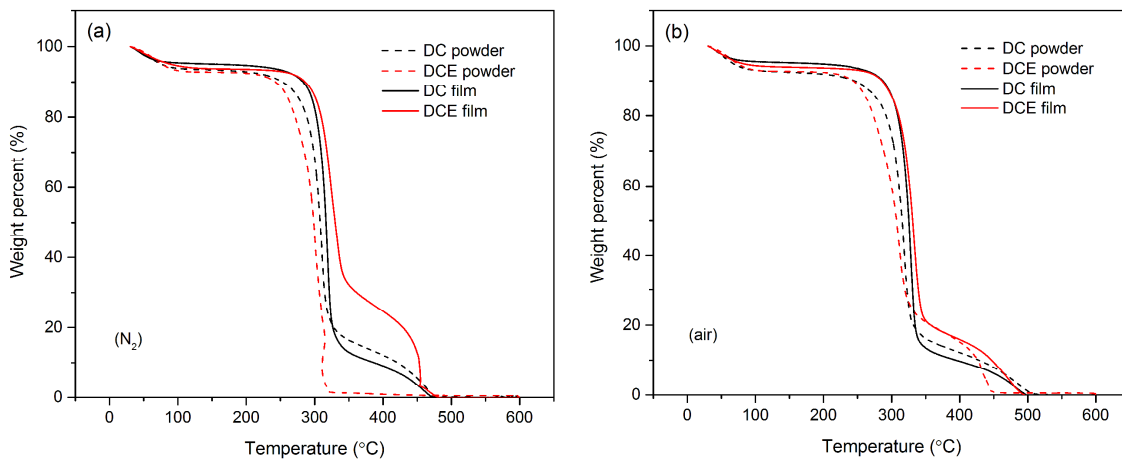 (a)
DC powder
DCE powder
DC film
DCE film
(N₂)
Weight percent (%)
100
80
60
40
20
0
0 100 200 300 400 500 600
Temperature (°C)
(b)
DC powder
DCE powder
DC film
DCE film
(air)
Weight percent (%)
100
80
60
40
20
0
0 100 200 300 400 500 600
Temperature (°C)